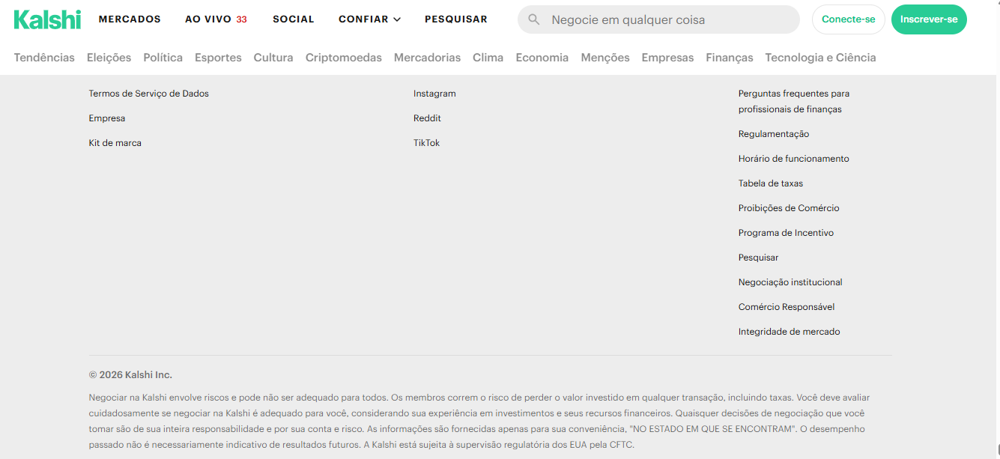 Kalshi MERCADOS AO VIVO 33 SOCIAL CONFIAR PESQUISAR Negocie em qualquer coisa Conecte-se Inscrever-se
Tendências Eleições Política Esportes Cultura Criptomoedas Mercadorias Clima Economia Menções Empresas Finanças Tecnologia e Ciência
Termos de Serviço de Dados
Empresa
Kit de marca
Instagram
Reddit
TikTok
Perguntas frequentes para
profissionais de finanças
Regulamentação
Horário de funcionamento
Tabela de taxas
Proibições de Comércio
Programa de Incentivo
Pesquisar
Negociação institucional
Comércio Responsável
Integridade de mercado
© 2026 Kalshi Inc.
Negociar na Kalshi envolve riscos e pode não ser adequado para todos. Os membros correm o risco de perder o valor investido em qualquer transação, incluindo taxas. Você deve avaliar
cuidadosamente se negociar na Kalshi é adequado para você, considerando sua experiência em investimentos e seus recursos financeiros. Quaisquer decisões de negociação que você
tomar são de sua inteira responsabilidade e por sua conta e risco. As informações são fornecidas apenas para sua conveniência, "NO ESTADO EM QUE SE ENCONTRAM". O desempenho
passado não é necessariamente indicativo de resultados futuros. A Kalshi está sujeita à supervisão regulatória dos EUA pela CFTC.